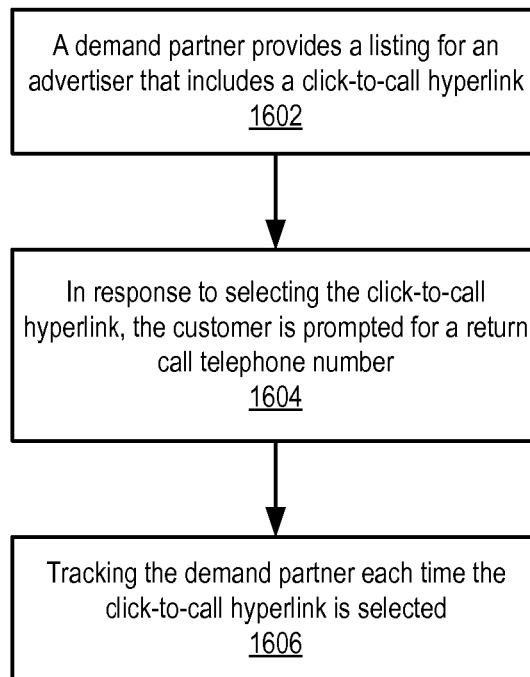 A demand partner provides a listing for an
advertiser that includes a click-to-call hyperlink
1602
In response to selecting the click-to-call
hyperlink, the customer is prompted for a return
call telephone number
1604
Tracking the demand partner each time the
click-to-call hyperlink is selected
1606